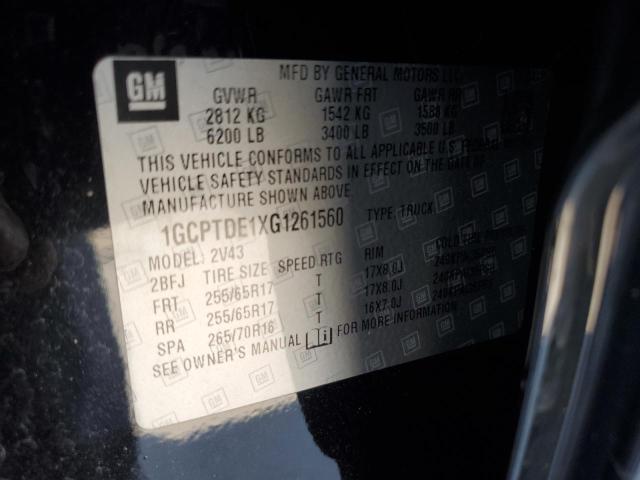 GM
MFD BY GENERAL MOTORS LLC
GVWR GAWR FRT GAWR RR
2812 KG 1542 KG 1588 KG
6200 LB 3400 LB 3500 LB
THIS VEHICLE CONFORMS TO ALL APPLICABLE U.S. FEDERAL
VEHICLE SAFETY STANDARDS IN EFFECT ON THE DATE OF
MANUFACTURE SHOWN ABOVE.
1GCPTDE1XG1261560 TYPE: TRUCK
MODEL: 2V43
2BFJ TIRE SIZE SPEED RTG RIM
FRT 255/65R17 T 17X8.0J
RR 255/65R17 T 17X8.0J
SPA 265/70R16 T 16X7.0J
SEE OWNER'S MANUAL FOR MORE INFORMATION